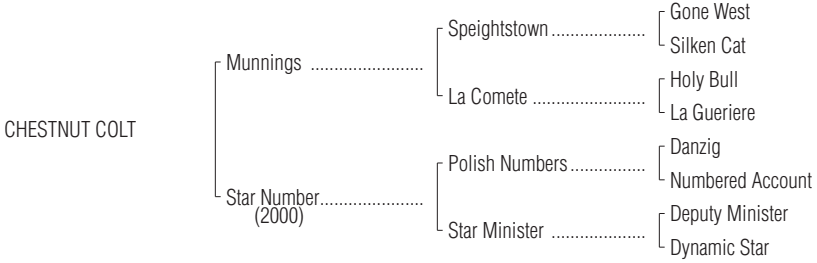 Gone West
Speightstown
Silken Cat
Munnings
Holy Bull
La Comete
La Gueriere
CHESTNUT COLT
Danzig
Polish Numbers
Numbered Account
Star Number
(2000)
Deputy Minister
Star Minister
Dynamic Star